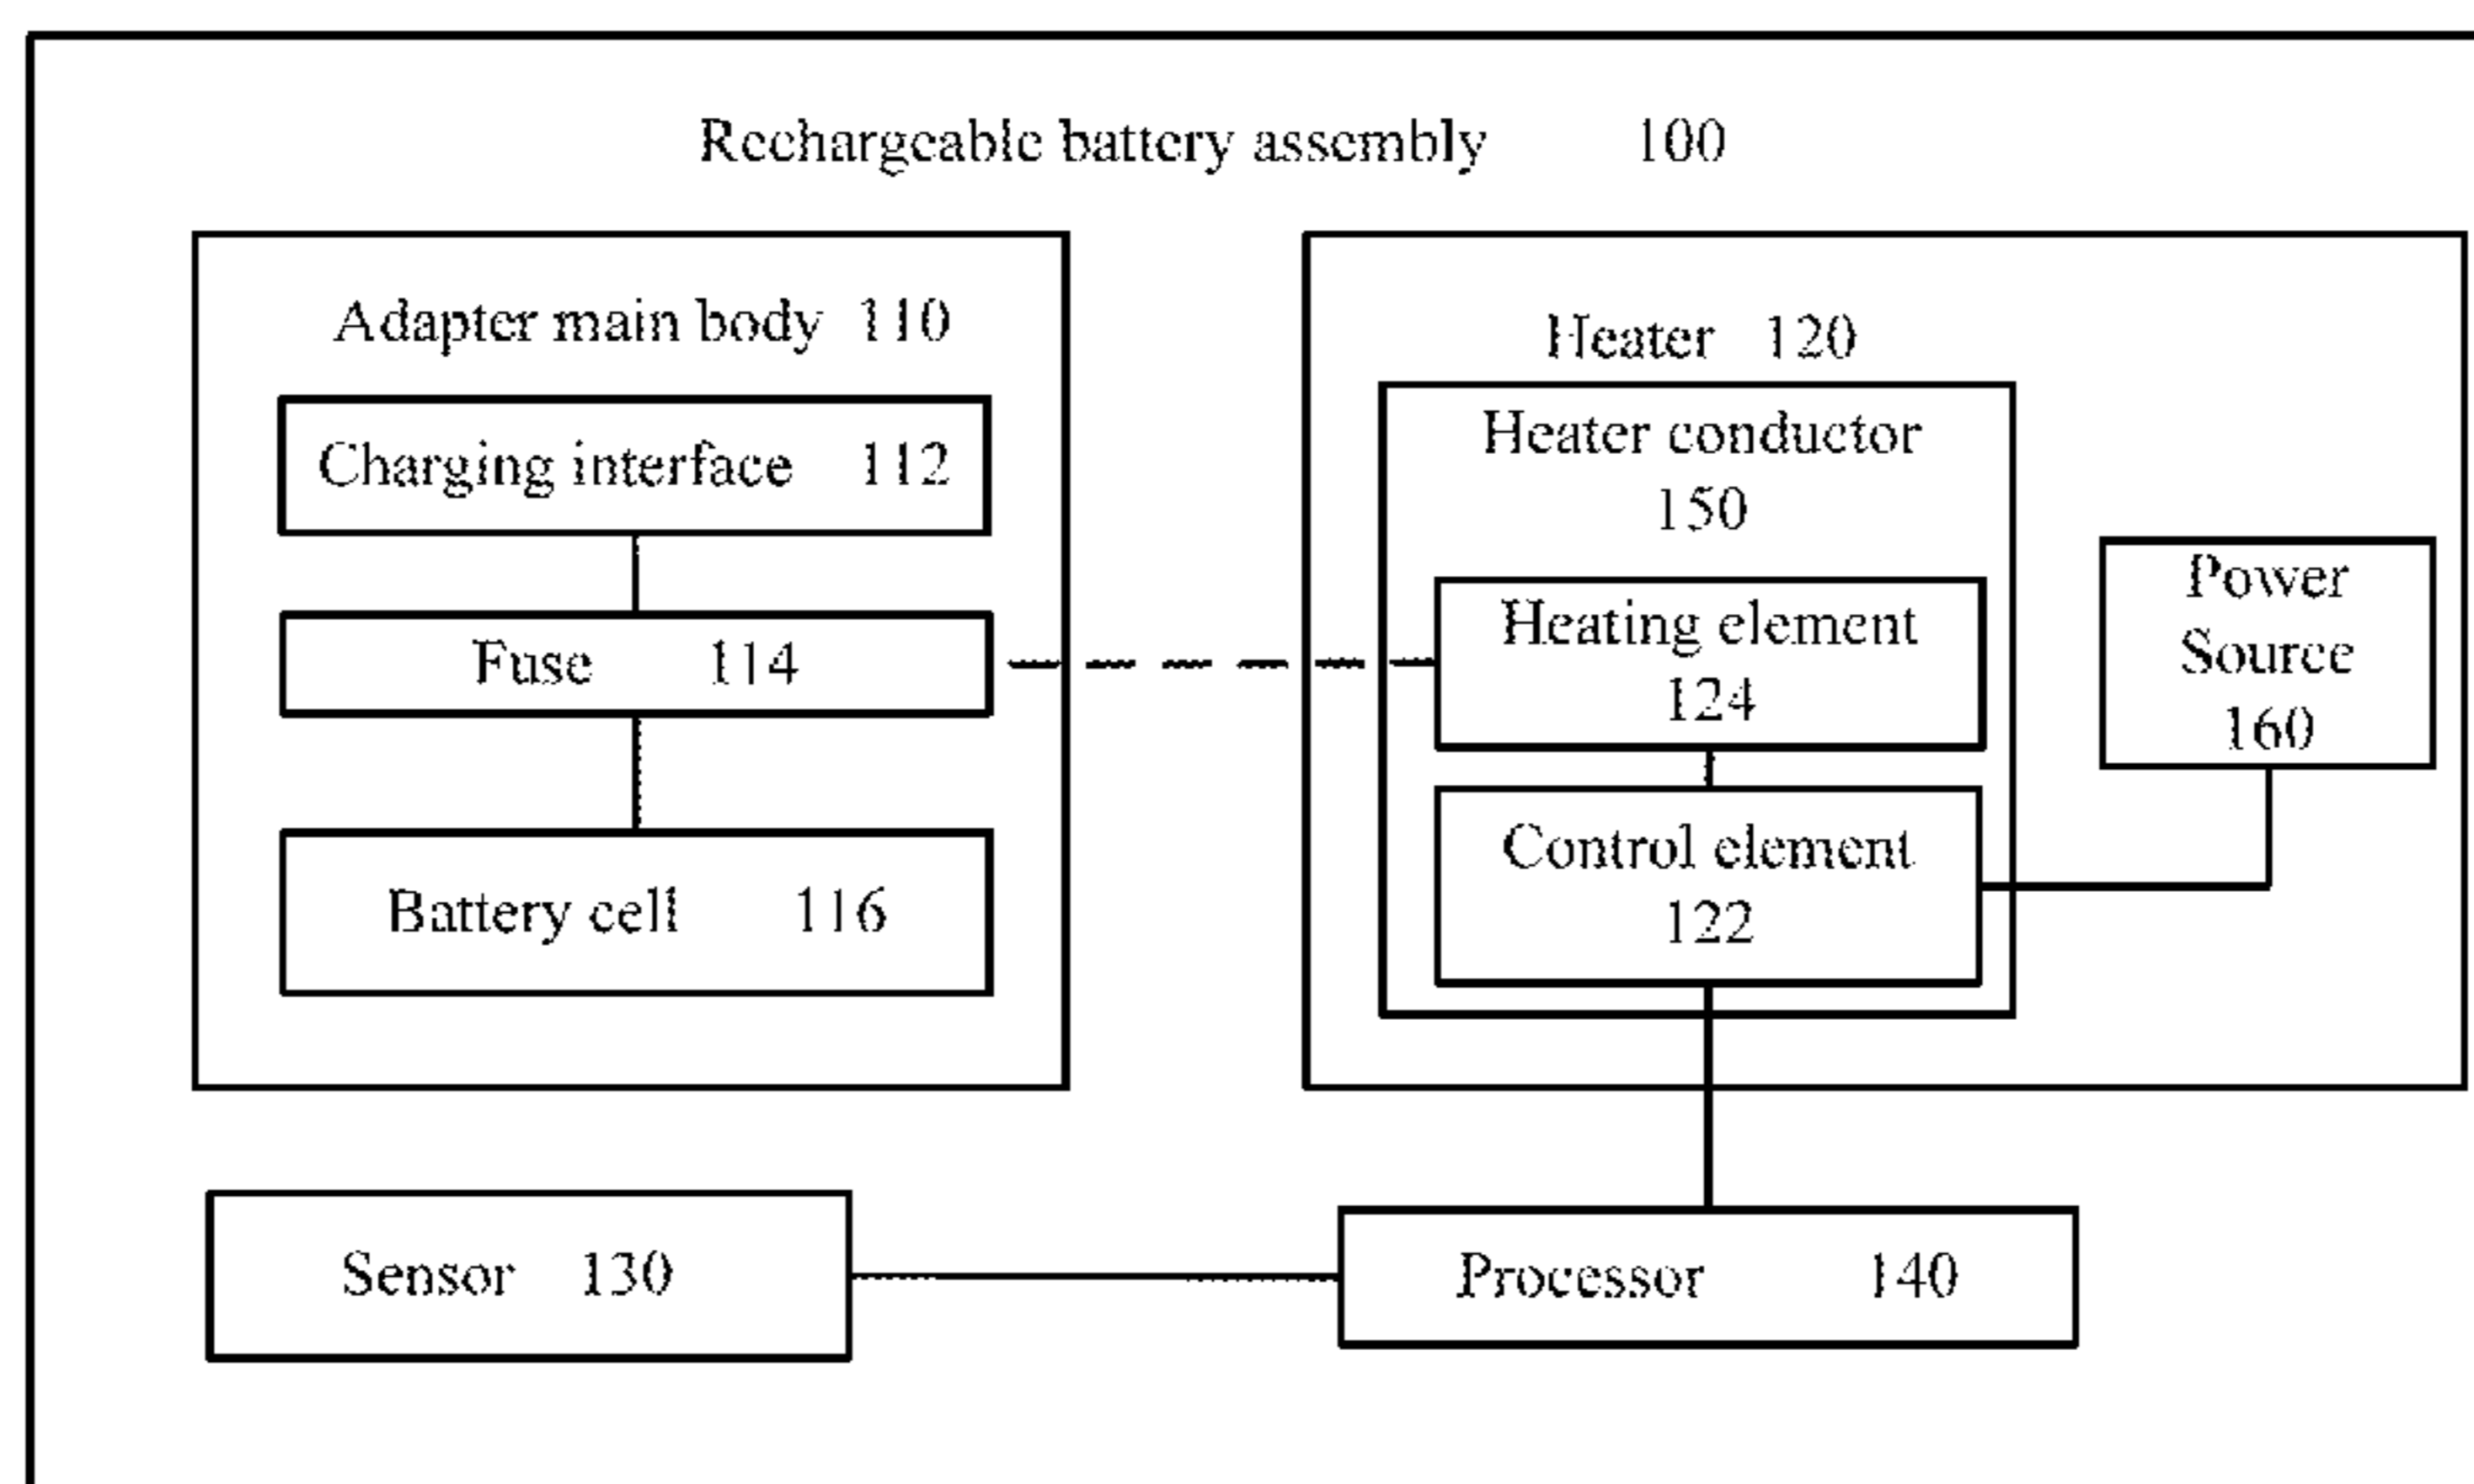 Rechargeable battery assembly 100
Adapter main body 110
Charging interface 112
Fuse 114
Battery cell 116
Heater 120
Heater conductor
150
Heating element
124
Control element
122
Power
Source
160
Sensor 130
Processor 140